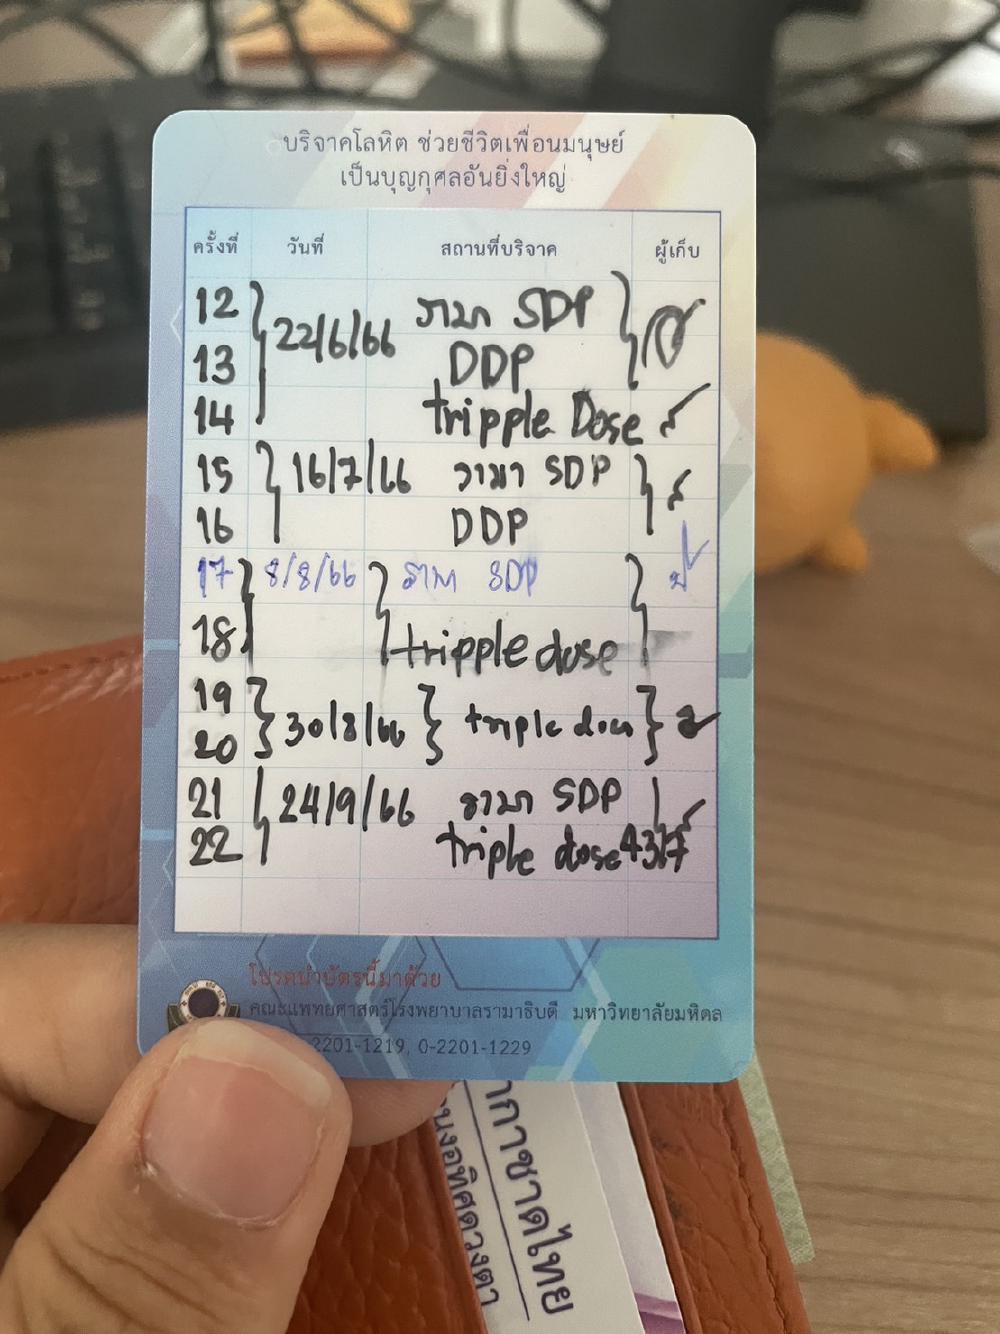 บริจาคโลหิต ช่วยชีวิตเพื่อนมนุษย์
เป็นบุญกุศลอันยิ่งใหญ่
ครั้งที่ วันที่ สถานที่บริจาค ผู้เก็บ
12 22/6/66 รามา SDP
13 DDP
14 tripple Dose
15 16/7/66 รามา SDP
16 DDP
17 8/8/66 รามา SDP
18 tripple dose
19
20 30/8/66 triple
21 24/9/66 รามา SDP
22 triple dose
โปรดนำบัตรนี้มาด้วย
คณะแพทยศาสตร์โรงพยาบาลรามาธิบดี มหาวิทยาลัยมหิดล
2201-1219, 0-2201-1229
ากาชาดไทย